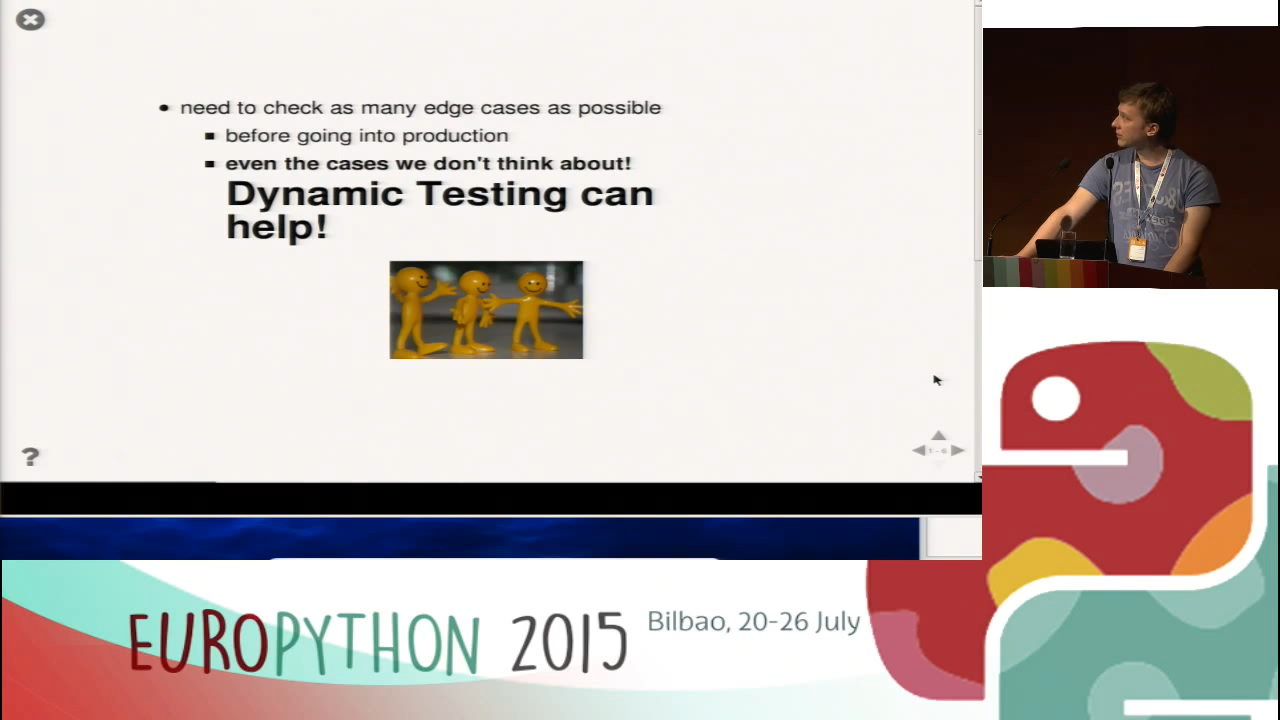 need to check as many edge cases as possible
before going into production
even the cases we don't think about!
Dynamic Testing can
help!
?
EUROPYTHON 2015
Bilbao, 20-26 July